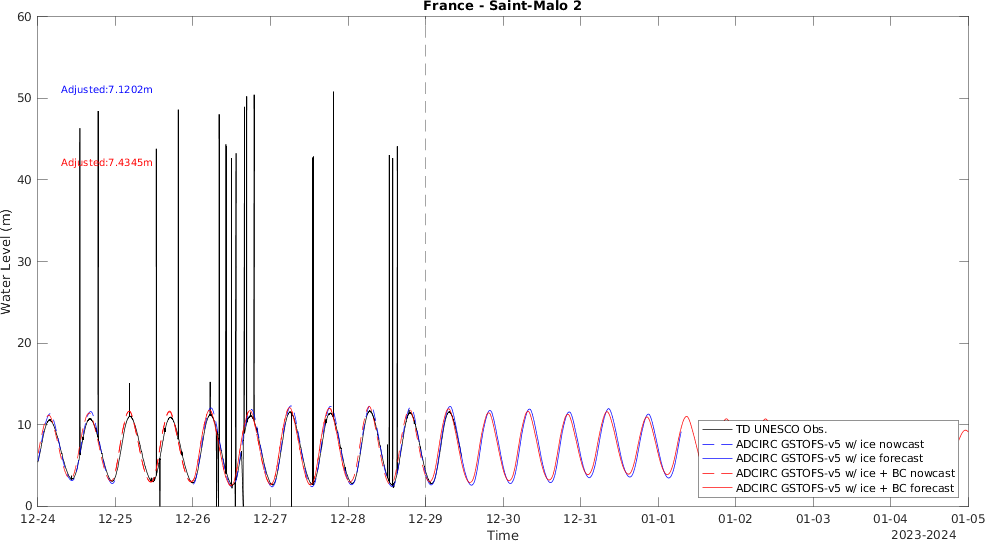 France - Saint-Malo 2
60
50
40
30
20
10
0
Water Level (m)
Adjusted:7.1202m
Adjusted:7.4345m
TD UNESCO Obs.
ADCIRC GSTOFS-v5 w/ ice nowcast
ADCIRC GSTOFS-v5 w/ ice forecast
ADCIRC GSTOFS-v5 w/ ice + BC nowcast
ADCIRC GSTOFS-v5 w/ ice + BC forecast
12-24 12-25 12-26 12-27 12-28 12-29 12-30 12-31 01-01 01-02 01-03 01-04 01-05
Time
2023-2024